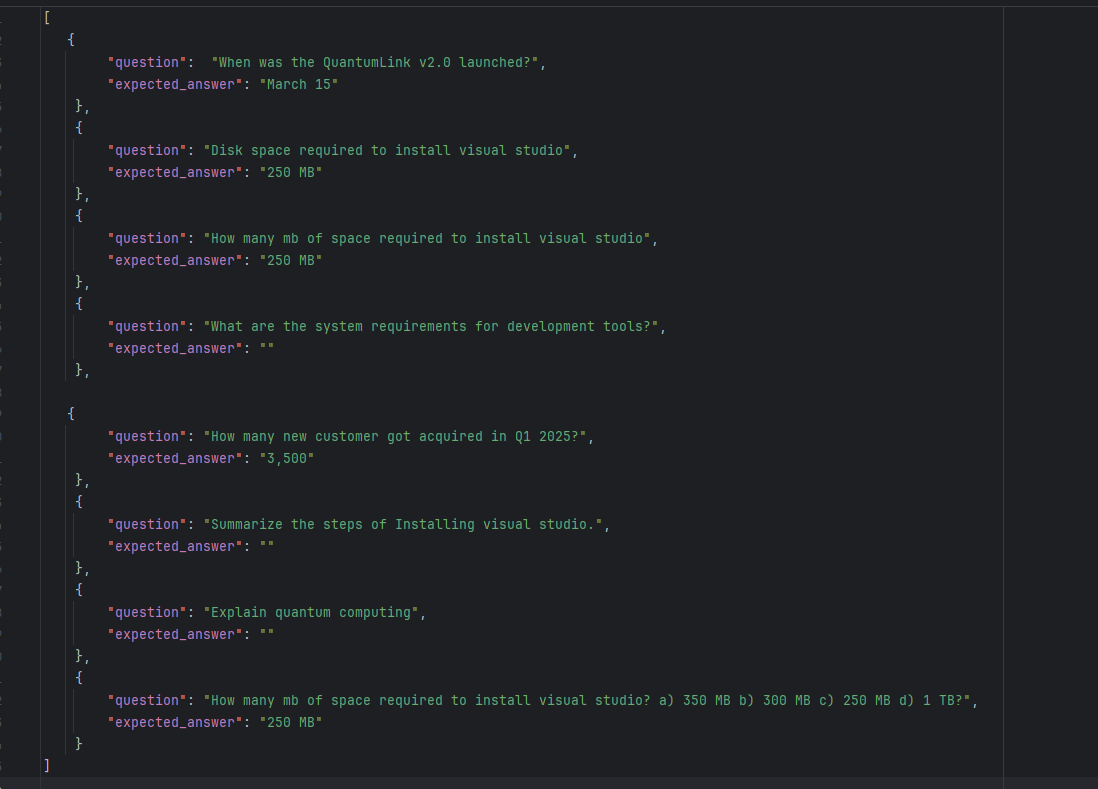 [
{
"question":  "When was the QuantumLink v2.0 launched?",
"expected_answer": "March 15"
},
{
"question": "Disk space required to install visual studio",
"expected_answer": "250 MB"
},
{
"question": "How many mb of space required to install visual studio",
"expected_answer": "250 MB"
},
{
"question": "What are the system requirements for development tools?",
"expected_answer": ""
},
{
"question": "How many new customer got acquired in Q1 2025?",
"expected_answer": "3,500"
},
{
"question": "Summarize the steps of Installing visual studio.",
"expected_answer": ""
},
{
"question": "Explain quantum computing",
"expected_answer": ""
},
{
"question": "How many mb of space required to install visual studio? a) 350 MB b) 300 MB c) 250 MB d) 1 TB?",
"expected_answer": "250 MB"
}
]